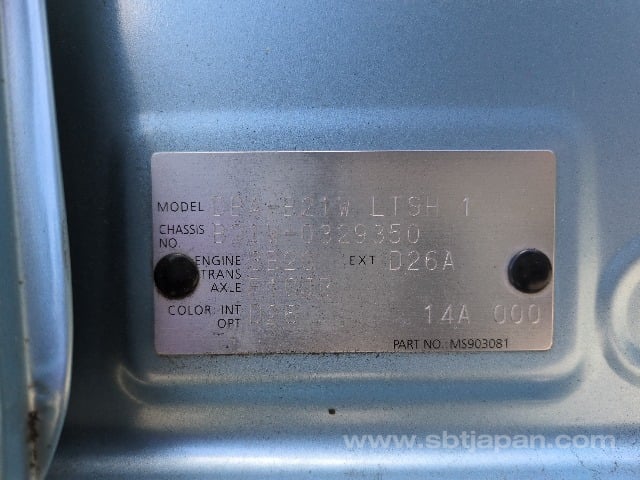 MODEL DBA-B21W LTSH 1
CHASSIS NO. B21W-0329350
ENGINE EXT D26A
TRANS AXLE
COLOR: INT
OPT 14A 000
PART NO.: MS903081
www.sbtjapan.com